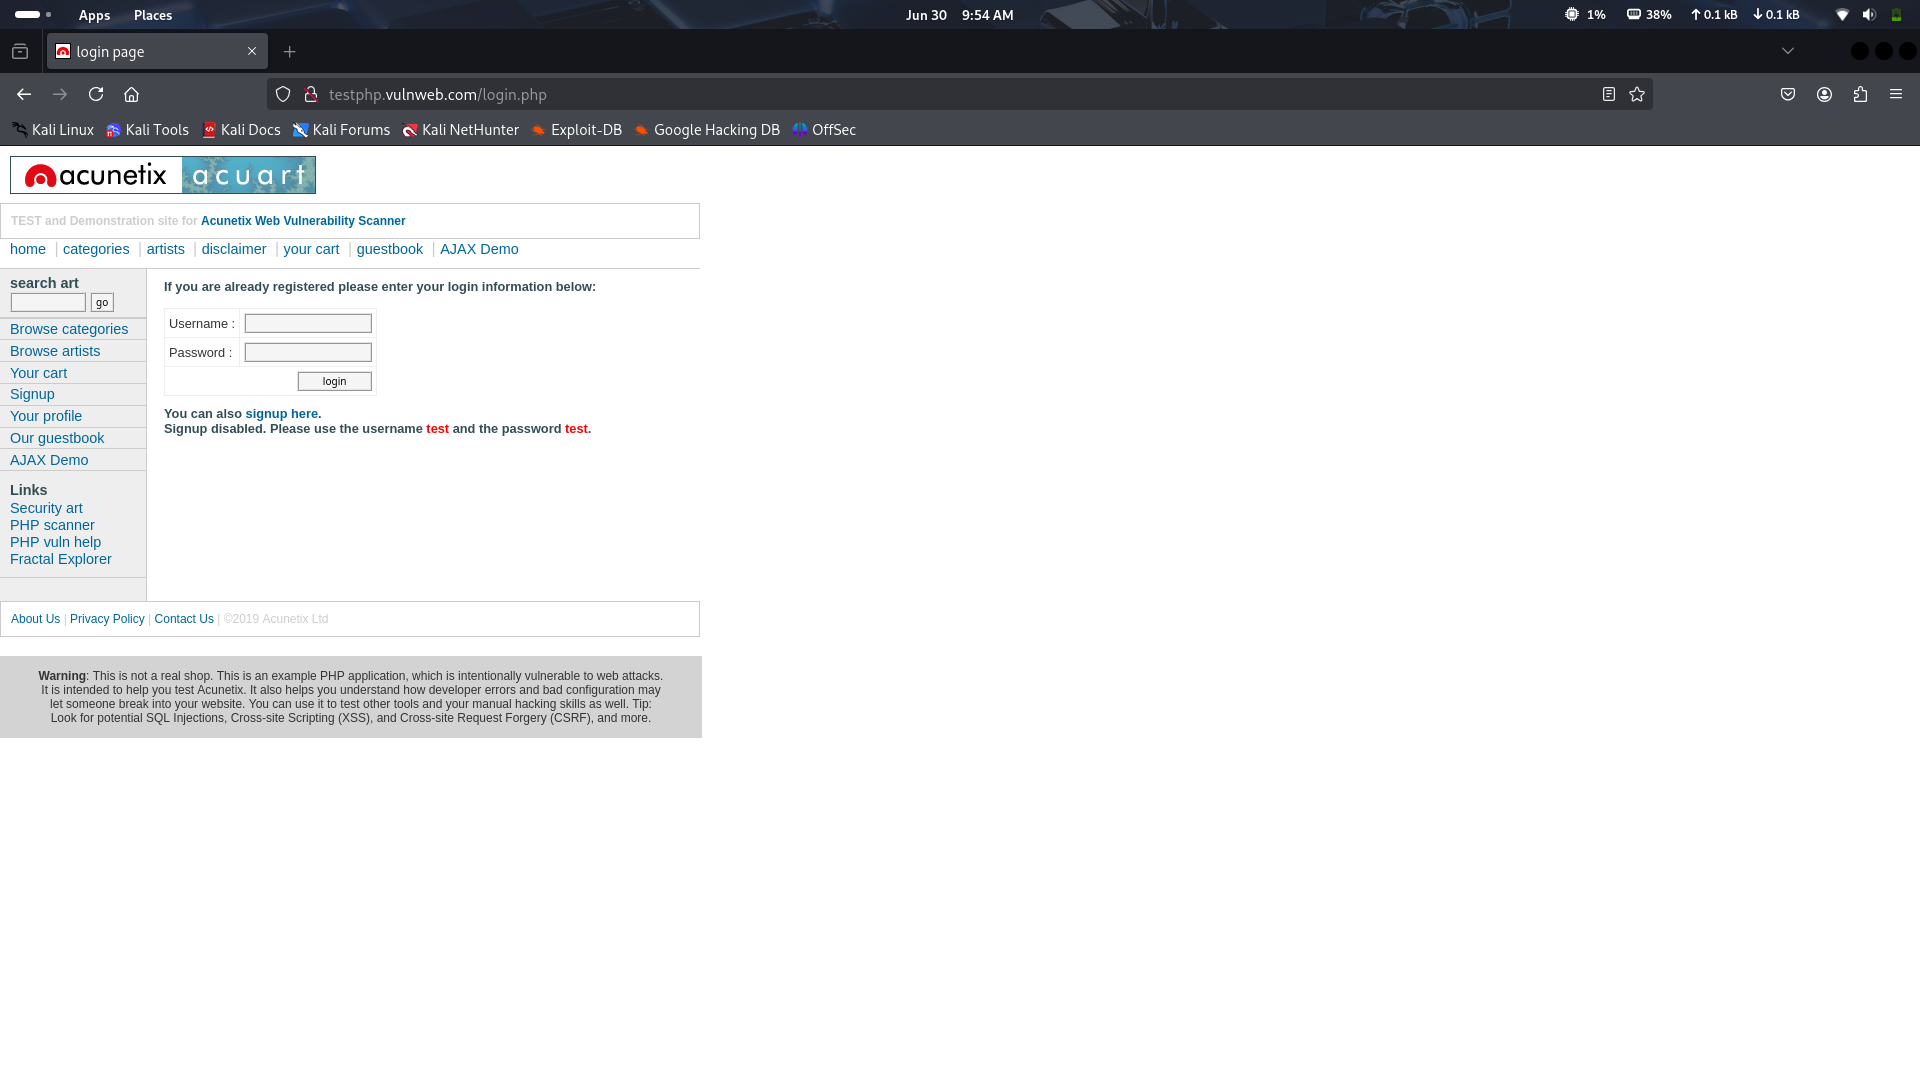 Apps Places Jun 30 9:54 AM 1% 38% 0.1 kB 0.1 kB
login page
testphp.vulnweb.com/login.php
Kali Linux Kali Tools Kali Docs Kali Forums Kali NetHunter Exploit-DB Google Hacking DB OffSec
acunetix acuart
TEST and Demonstration site for Acunetix Web Vulnerability Scanner
home | categories | artists | disclaimer | your cart | guestbook | AJAX Demo
search art
go
Browse categories
Browse artists
Your cart
Signup
Your profile
Our guestbook
AJAX Demo
Links
Security art
PHP scanner
PHP vuln help
Fractal Explorer
If you are already registered please enter your login information below:
Username :
Password :
login
You can also signup here.
Signup disabled. Please use the username test and the password test.
About Us | Privacy Policy | Contact Us | ©2019 Acunetix Ltd
Warning: This is not a real shop. This is an example PHP application, which is intentionally vulnerable to web attacks.
It is intended to help you test Acunetix. It also helps you understand how developer errors and bad configuration may
let someone break into your website. You can use it to test other tools and your manual hacking skills as well. Tip:
Look for potential SQL Injections, Cross-site Scripting (XSS), and Cross-site Request Forgery (CSRF), and more.